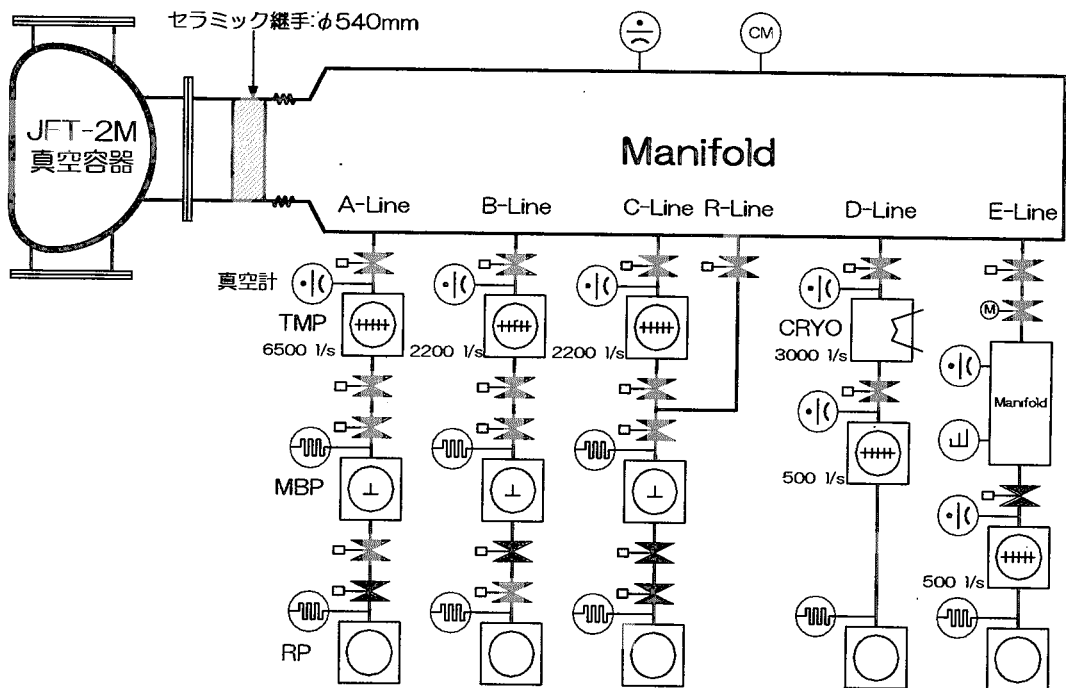 セラミック継手:φ540mm
CM
JFT-2M
真空容器
Manifold
A-Line
B-Line
C-Line
R-Line
D-Line
E-Line
真空計
TMP
6500 l/s
2200 l/s
2200 l/s
CRYO
3000 l/s
M
Manifold
MBP
500 l/s
500 l/s
RP